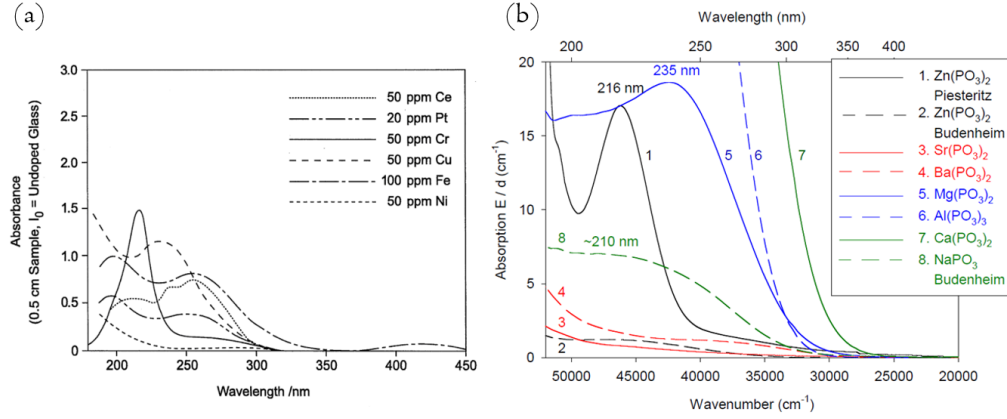 (a)
3.0
2.5
2.0
1.5
1.0
0.5
0
200
250
300
350
400
450
Absorbance
(0.5 cm Sample, I0 = Undoped Glass)
Wavelength /nm
50 ppm Ce
20 ppm Pt
50 ppm Cr
50 ppm Cu
100 ppm Fe
50 ppm Ni
(b)
Wavelength (nm)
200
250
300
350
400
20
15
10
5
0
Absorption E / d (cm-1)
50000
45000
40000
35000
30000
25000
20000
Wavenumber (cm-1)
235 nm
216 nm
~210 nm
1
5
6
7
8
4
3
2
1. Zn(PO3)2
Piesteritz
2. Zn(PO3)2
Budenheim
3. Sr(PO3)2
4. Ba(PO3)2
5. Mg(PO3)2
6. Al(PO3)3
7. Ca(PO3)2
8. NaPO3
Budenheim